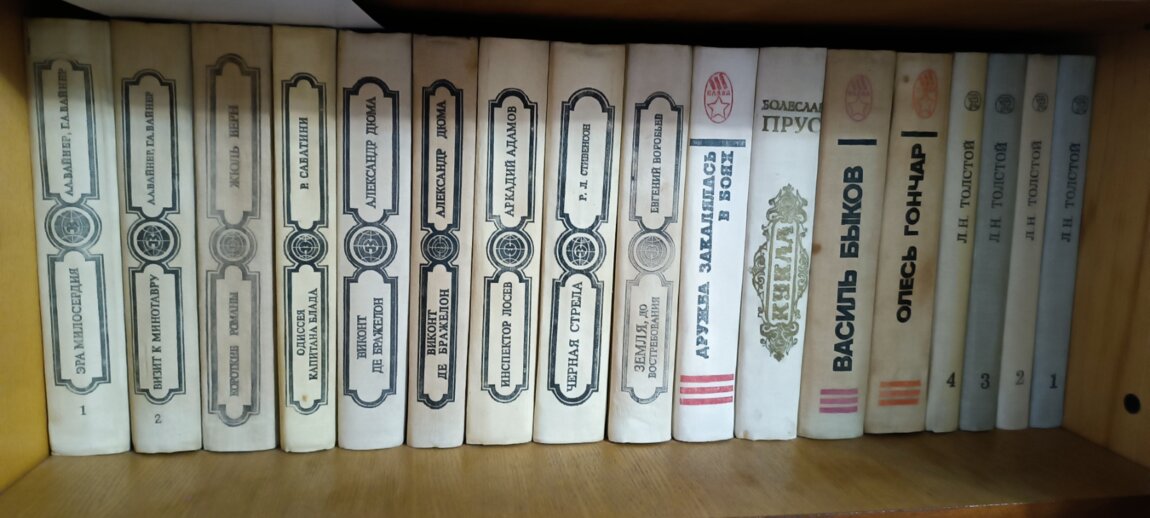 А.А.ВАЙНЕР, Г.А.ВАЙНЕР
ЭРА МИЛОСЕРДИЯ
1
А.А.ВАЙНЕР, Г.А.ВАЙНЕР
ВИЗИТ К МИНОТАВРУ
2
ЖЮЛЬ ВЕРН
КОРОТКИЕ РОМАНЫ
Р. САБАТИНИ
ОДИССЕЯ
КАПИТАНА БЛАДА
АЛЕКСАНДР ДЮМА
ВИКОНТ
ДЕ БРАЖЕЛОН
АЛЕКСАНДР ДЮМА
ВИКОНТ
ДЕ БРАЖЕЛОН
АРКАДИЙ АДАМОВ
ИНСПЕКТОР ЛОСЕВ
Р. Л. СТИВЕНСОН
ЧЕРНАЯ СТРЕЛА
ЕВГЕНИЙ ВОРОБЬЕВ
ЗЕМЛЯ, ДО
ВОСТРЕБОВАНИЯ
СЛАВА
ДРУЖБА ЗАКАЛЯЛАСЬ
В БОЯХ
БОЛЕСЛАВ
ПРУС
КУКЛА
ВАСИЛЬ БЫКОВ
ОЛЕСЬ ГОНЧАР
Л.Н. ТОЛСТОЙ
4
Л.Н. ТОЛСТОЙ
3
Л.Н. ТОЛСТОЙ
2
Л.Н. ТОЛСТОЙ
1